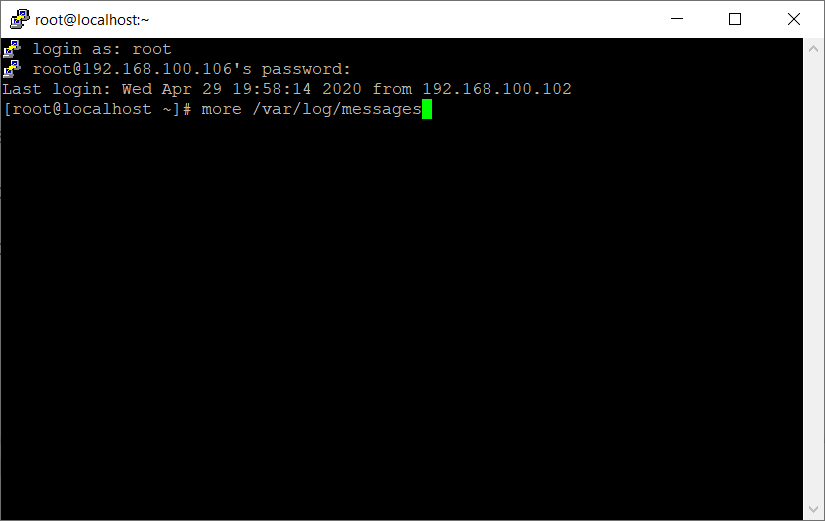 root@localhost:~
login as: root
root@192.168.100.106's password:
Last login: Wed Apr 29 19:58:14 2020 from 192.168.100.102
[root@localhost ~]# more /var/log/messages